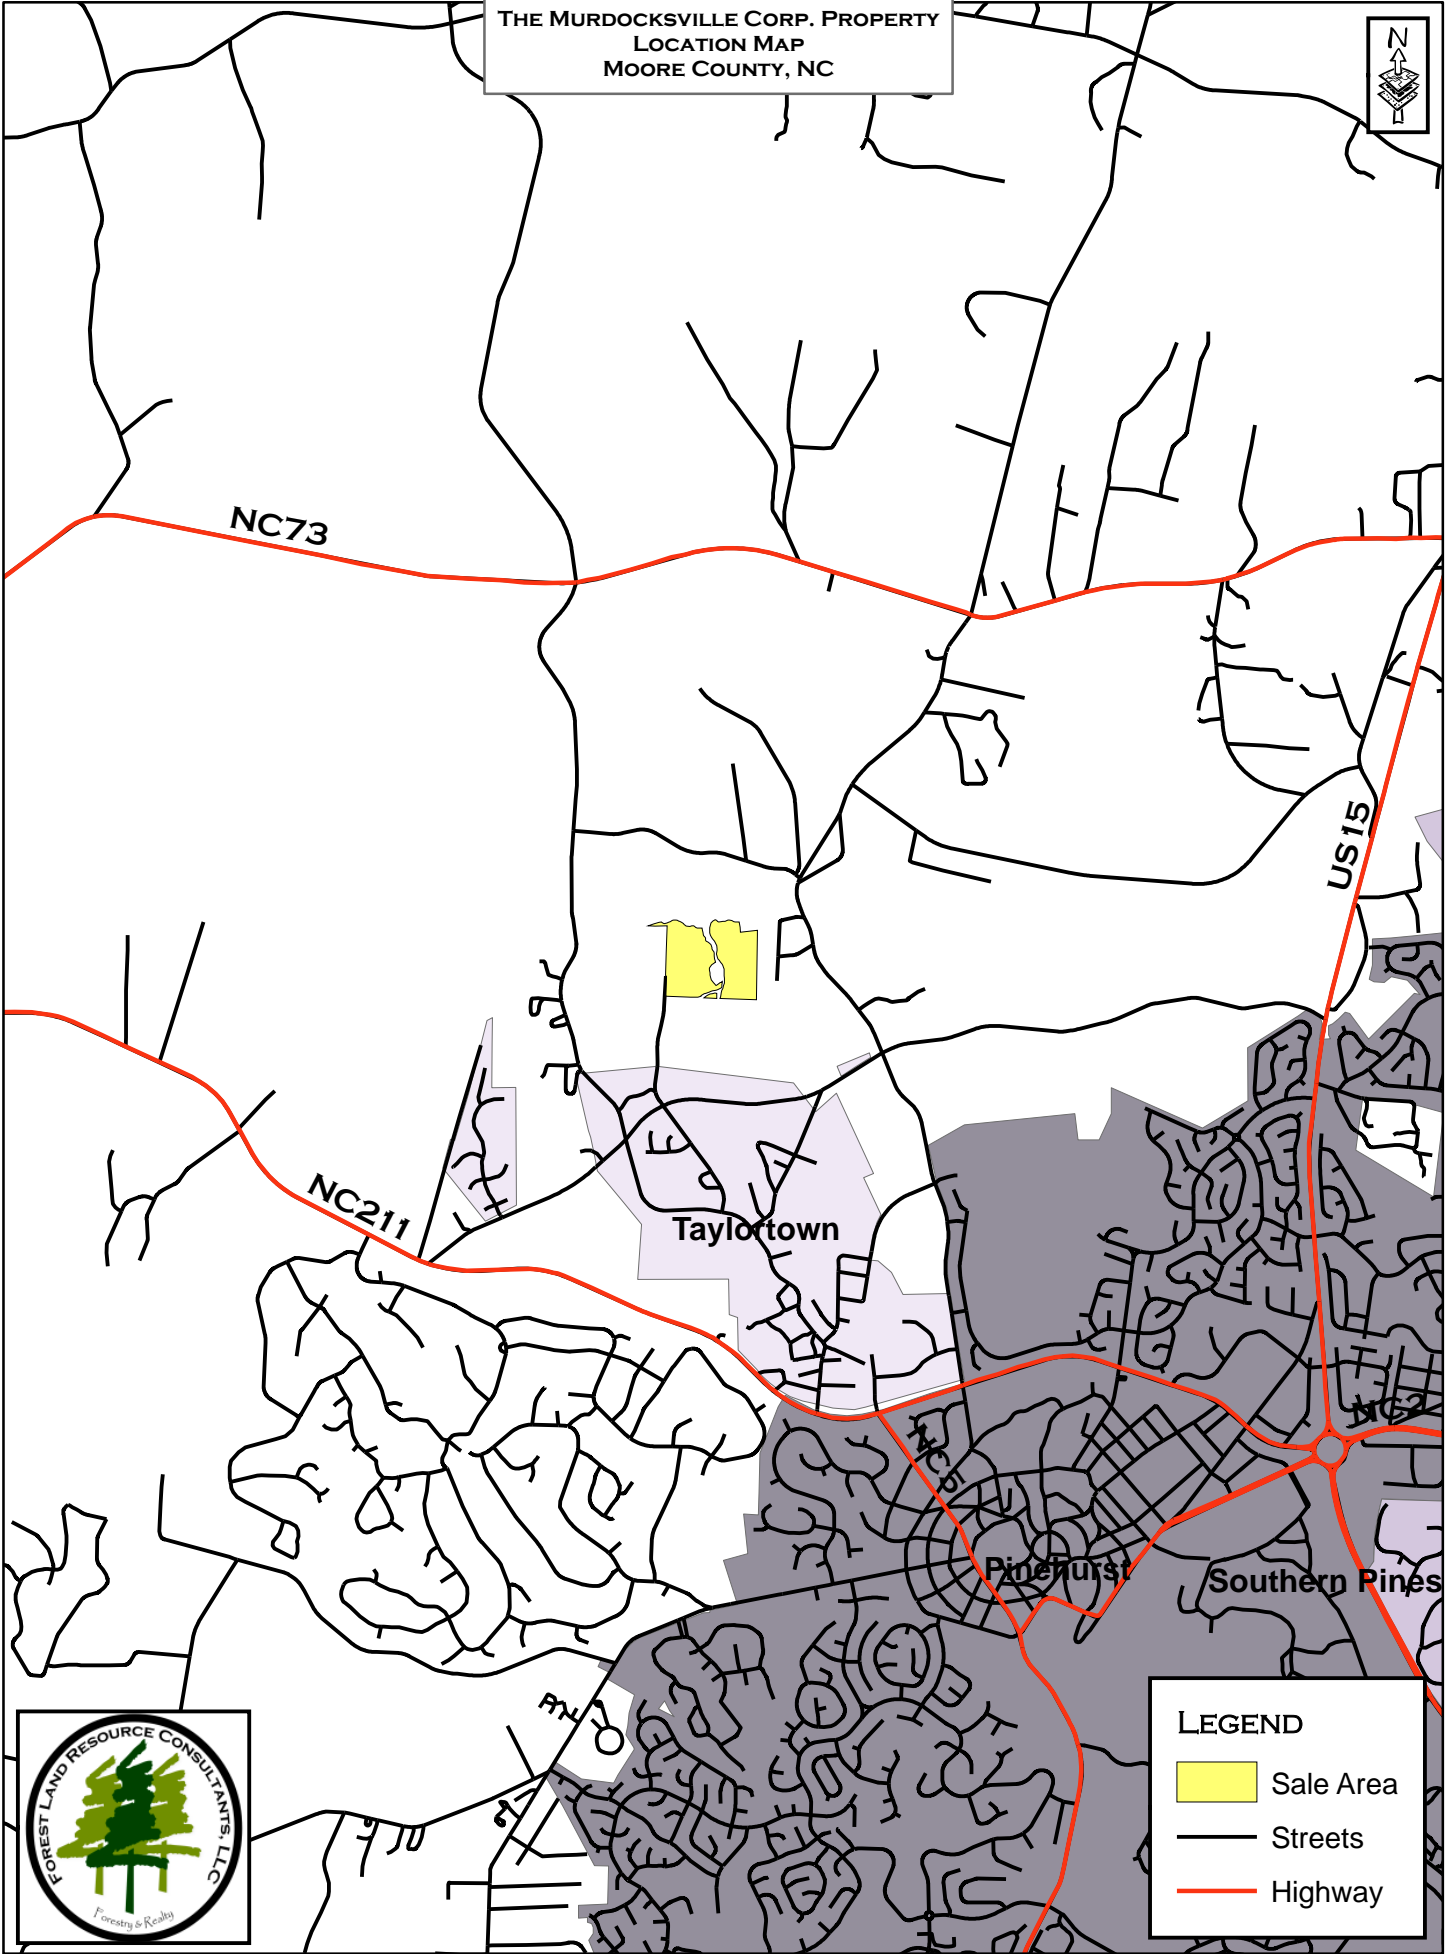 THE MURDOCKSVILLE CORP. PROPERTY
LOCATION MAP
MOORE COUNTY, NC
N
NC73
US15
NC211
Taylortown
NC2
NC5
Pinehurst
Southern Pines
LEGEND
Sale Area
Streets
Highway
FOREST LAND RESOURCE CONSULTANTS, LLC
Forestry & Realty